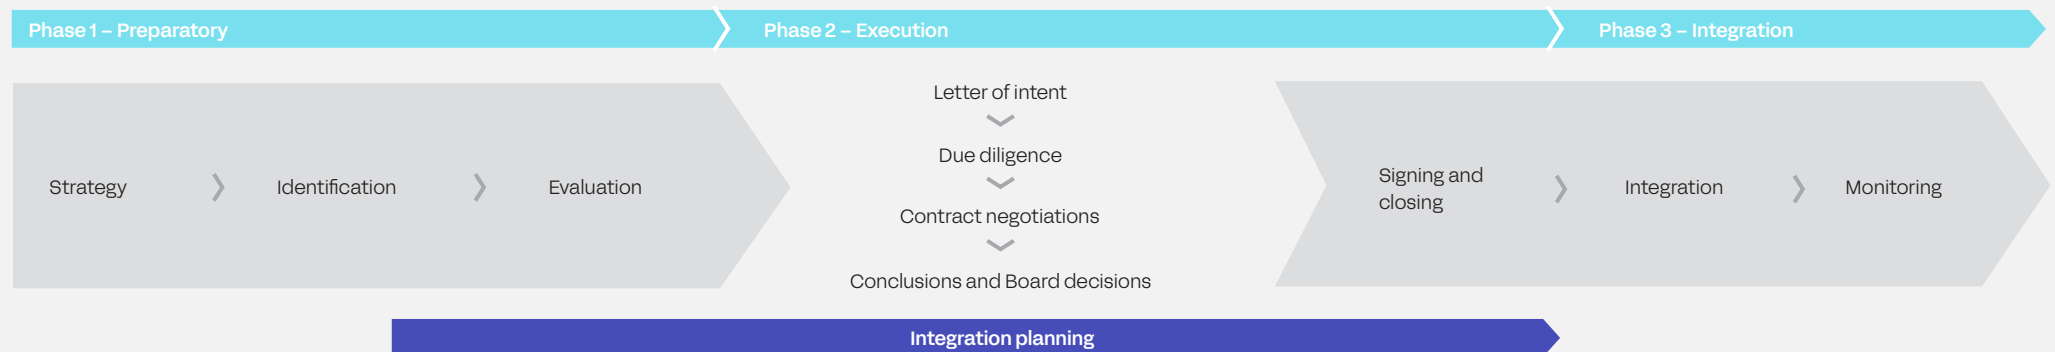 Phase 1 – Preparatory
Phase 2 – Execution
Phase 3 – Integration
Strategy
Identification
Evaluation
Letter of intent
Due diligence
Contract negotiations
Conclusions and Board decisions
Signing and
closing
Integration
Monitoring
Integration planning